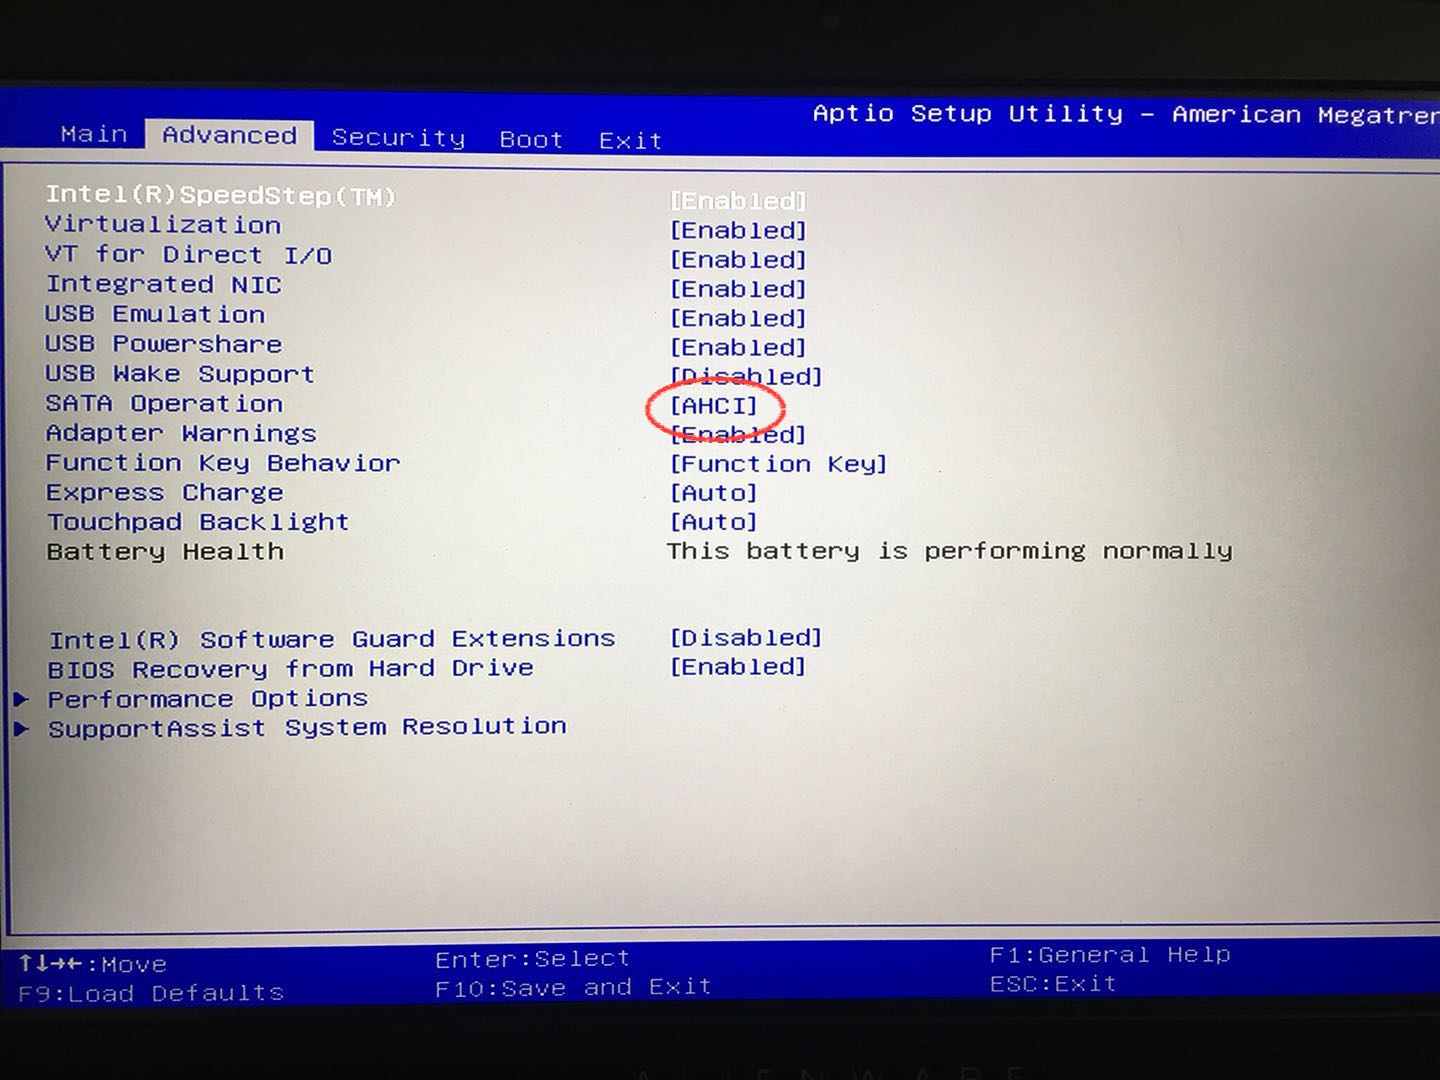 Aptio Setup Utility - American
Main Advanced Security Boot Exit
Intel(R)SpeedStep(TM) [Enabled]
Virtualization [Enabled]
VT for Direct I/O [Enabled]
Integrated NIC [Enabled]
USB Emulation [Enabled]
USB Powershare [Enabled]
USB Wake Support [Disabled]
SATA Operation [AHCI]
Adapter Warnings [Enabled]
Function Key Behavior [Function Key]
Express Charge [Auto]
Touchpad Backlight [Auto]
Battery Health This battery is performing normally
Intel(R) Software Guard Extensions [Disabled]
BIOS Recovery from Hard Drive [Enabled]
Performance Options
SupportAssist System Resolution
↑↓→←:Move Enter:Select F1:General Help
F9:Load Defaults F10:Save and Exit ESC:Exit
ALIENWARE